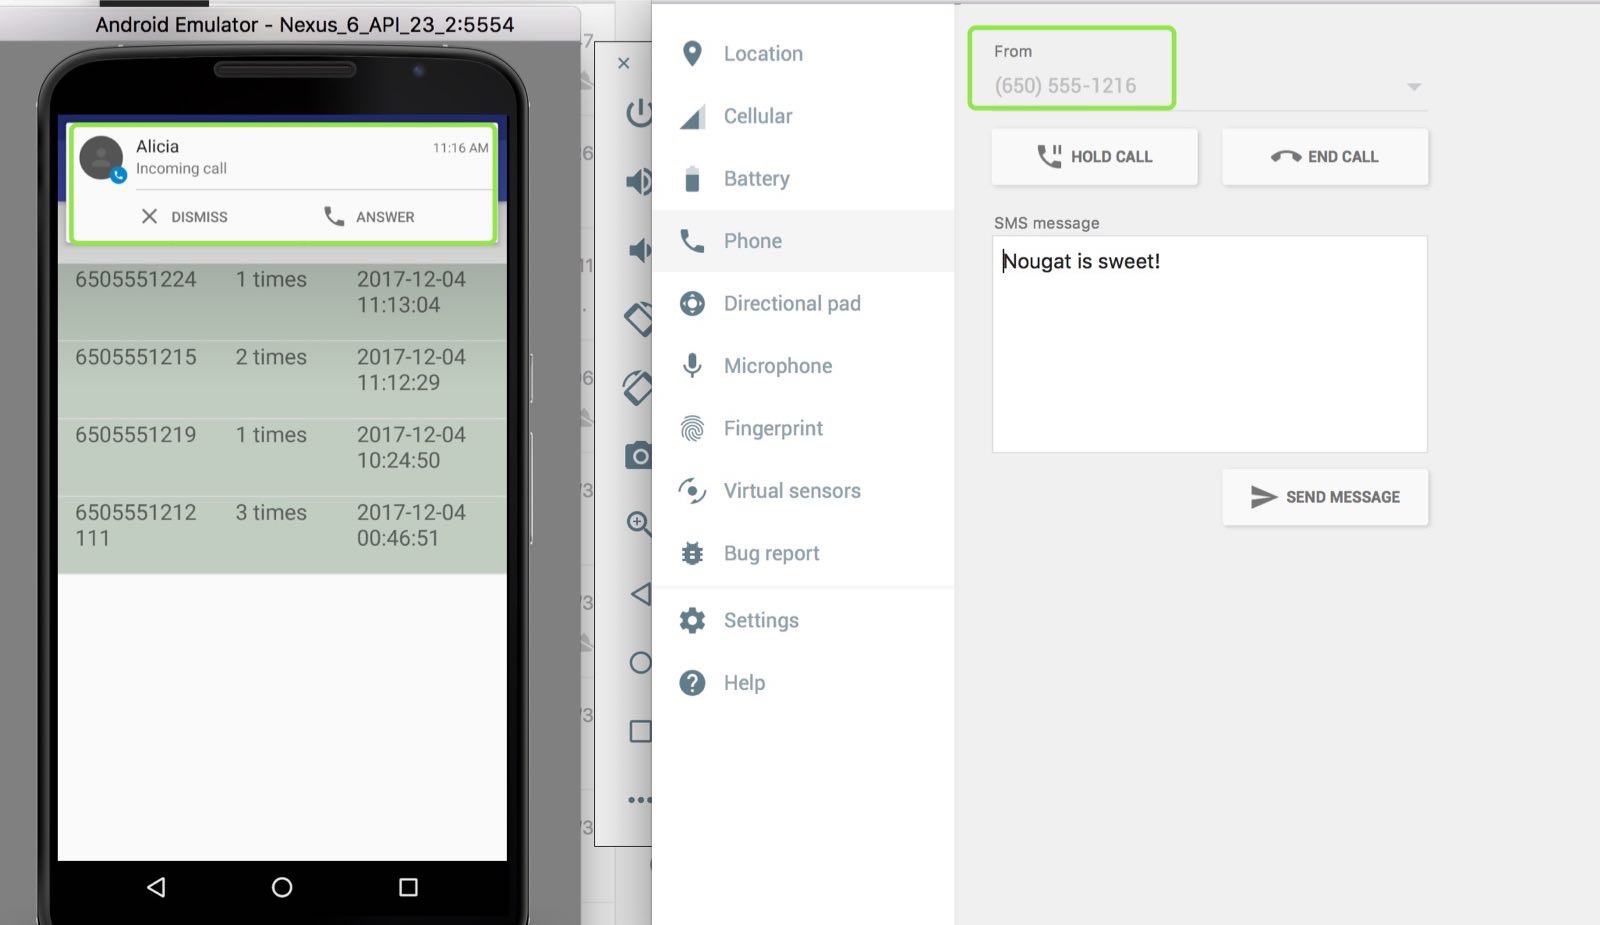 Android Emulator - Nexus_6_API_23_2:5554
Alicia
11:16 AM
Incoming call
DISMISS
ANSWER
6505551224 1 times 2017-12-04
11:13:04
6505551215 2 times 2017-12-04
11:12:29
6505551219 1 times 2017-12-04
10:24:50
6505551212 3 times 2017-12-04
111 00:46:51
Location
Cellular
Battery
Phone
Directional pad
Microphone
Fingerprint
Virtual sensors
Bug report
Settings
Help
From
(650) 555-1216
HOLD CALL
END CALL
SMS message
Nougat is sweet!
SEND MESSAGE